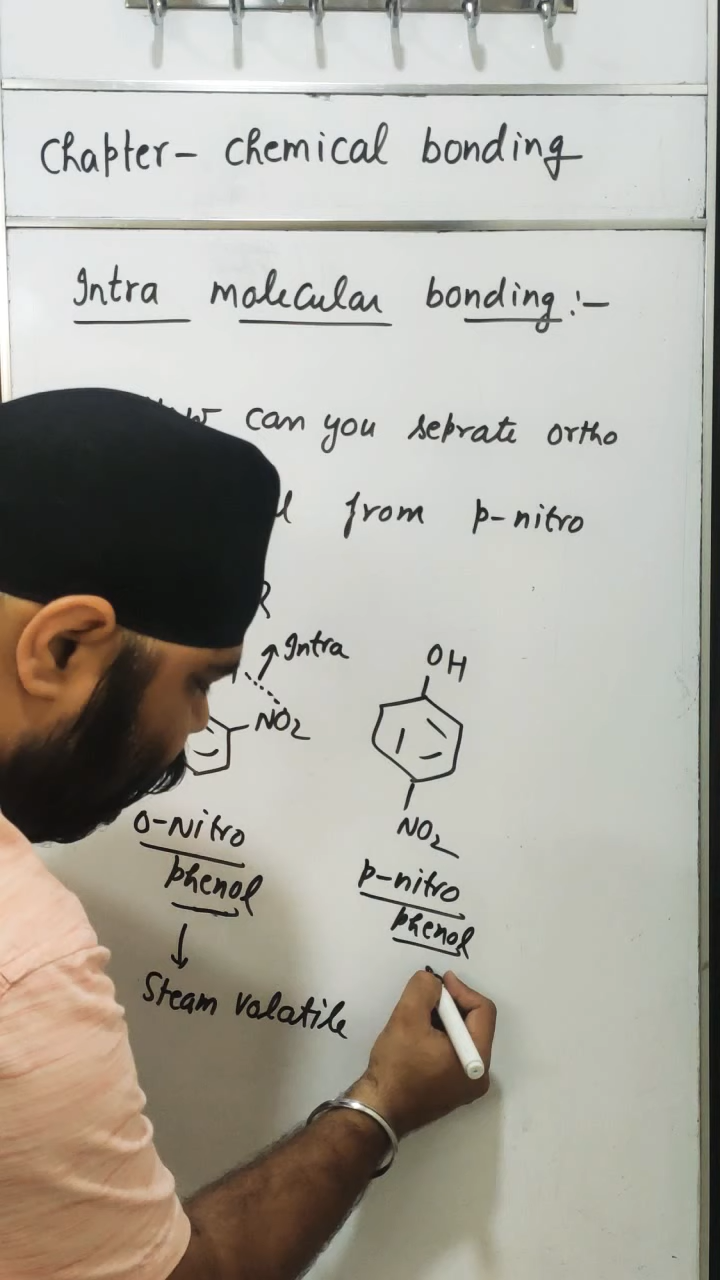 Chapter- chemical bonding
Intra molecular bonding:-
can you seprate ortho
from p-nitro
Intra
OH
NO2
NO2
O-Nitro
phenol
p-nitro
phenol
Steam Valatile